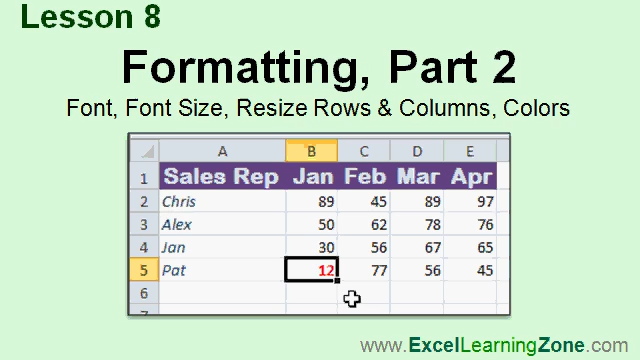 Lesson 8
Formatting, Part 2
Font, Font Size, Resize Rows & Columns, Colors
A B C D E
1 Sales Rep Jan Feb Mar Apr
2 Chris 89 45 89 97
3 Alex 50 62 78 76
4 Jan 30 56 67 65
5 Pat 12 77 56 45
6
www.ExcelLearningZone.com